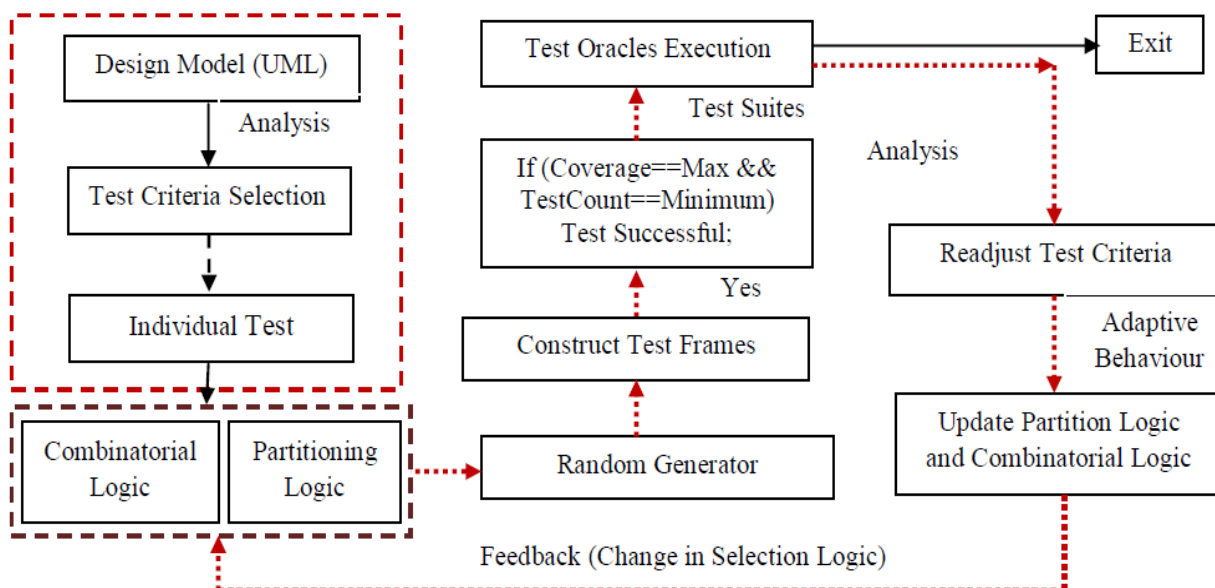 Design Model (UML)
Analysis
Test Criteria Selection
Individual Test
Combinatorial
Logic
Partitioning
Logic
Random Generator
Construct Test Frames
Yes
If (Coverage==Max &&
TestCount==Minimum)
Test Successful;
Test Suites
Test Oracles Execution
Exit
Analysis
Readjust Test Criteria
Adaptive
Behaviour
Update Partition Logic
and Combinatorial Logic
Feedback (Change in Selection Logic)